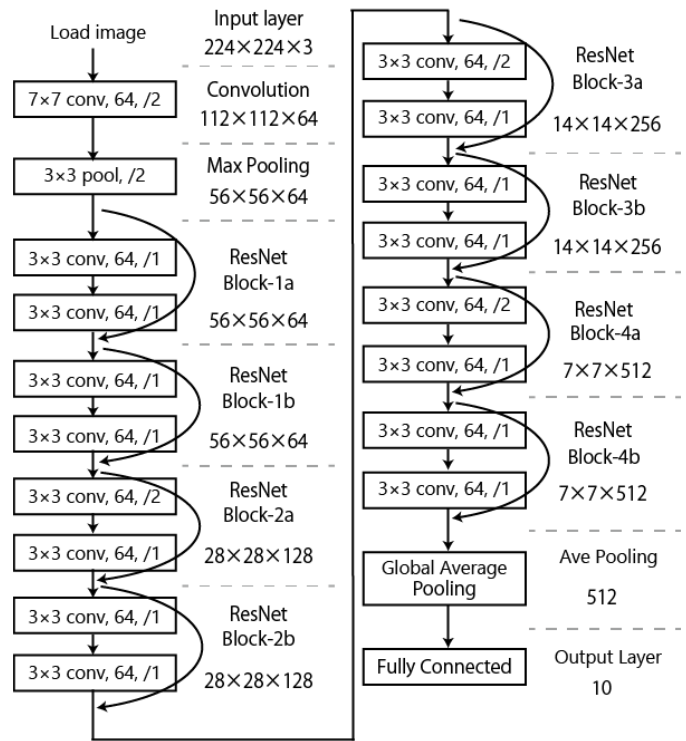 Load image
Input layer
224×224×3
7×7 conv, 64, /2
Convolution
112×112×64
3×3 pool, /2
Max Pooling
56×56×64
3×3 conv, 64, /1
3×3 conv, 64, /1
ResNet
Block-1a
56×56×64
3×3 conv, 64, /1
3×3 conv, 64, /1
ResNet
Block-1b
56×56×64
3×3 conv, 64, /2
3×3 conv, 64, /1
ResNet
Block-2a
28×28×128
3×3 conv, 64, /1
3×3 conv, 64, /1
ResNet
Block-2b
28×28×128
3×3 conv, 64, /2
3×3 conv, 64, /1
ResNet
Block-3a
14×14×256
3×3 conv, 64, /1
3×3 conv, 64, /1
ResNet
Block-3b
14×14×256
3×3 conv, 64, /2
3×3 conv, 64, /1
ResNet
Block-4a
7×7×512
3×3 conv, 64, /1
3×3 conv, 64, /1
ResNet
Block-4b
7×7×512
Global Average
Pooling
Ave Pooling
512
Fully Connected
Output Layer
10